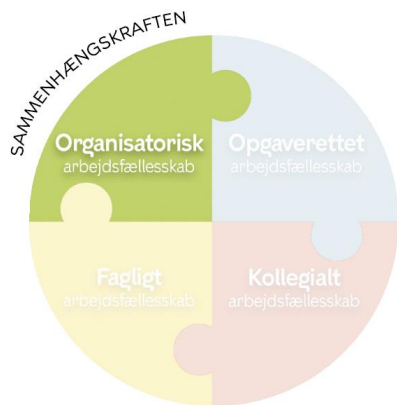 SAMMENHÆNGSKRAFTEN
Organisatorisk
arbejdsfællesskab
Opgaverettet
arbejdsfællesskab
Fagligt
arbejdsfællesskab
Kollegialt
arbejdsfællesskab